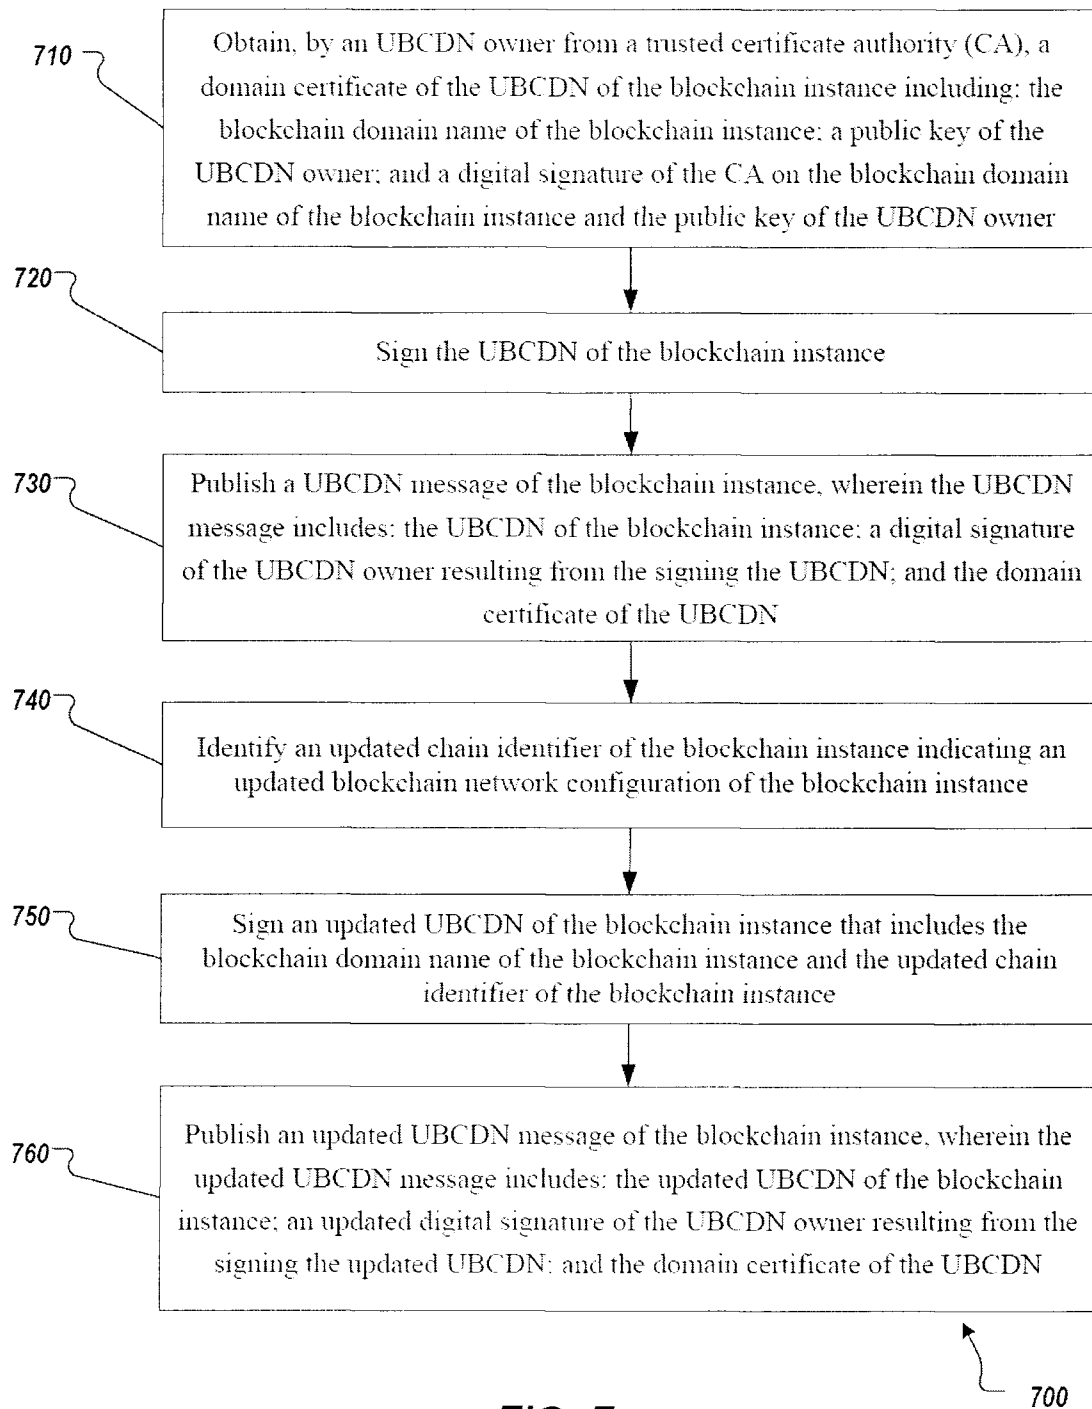 710
Obtain, by an UBCDN owner from a trusted certificate authority (CA), a
domain certificate of the UBCDN of the blockchain instance including: the
blockchain domain name of the blockchain instance; a public key of the
UBCDN owner; and a digital signature of the CA on the blockchain domain
name of the blockchain instance and the public key of the UBCDN owner
720
Sign the UBCDN of the blockchain instance
730
Publish a UBCDN message of the blockchain instance, wherein the UBCDN
message includes: the UBCDN of the blockchain instance; a digital signature
of the UBCDN owner resulting from the signing the UBCDN; and the domain
certificate of the UBCDN
740
Identify an updated chain identifier of the blockchain instance indicating an
updated blockchain network configuration of the blockchain instance
750
Sign an updated UBCDN of the blockchain instance that includes the
blockchain domain name of the blockchain instance and the updated chain
identifier of the blockchain instance
760
Publish an updated UBCDN message of the blockchain instance, wherein the
updated UBCDN message includes: the updated UBCDN of the blockchain
instance; an updated digital signature of the UBCDN owner resulting from the
signing the updated UBCDN; and the domain certificate of the UBCDN
700